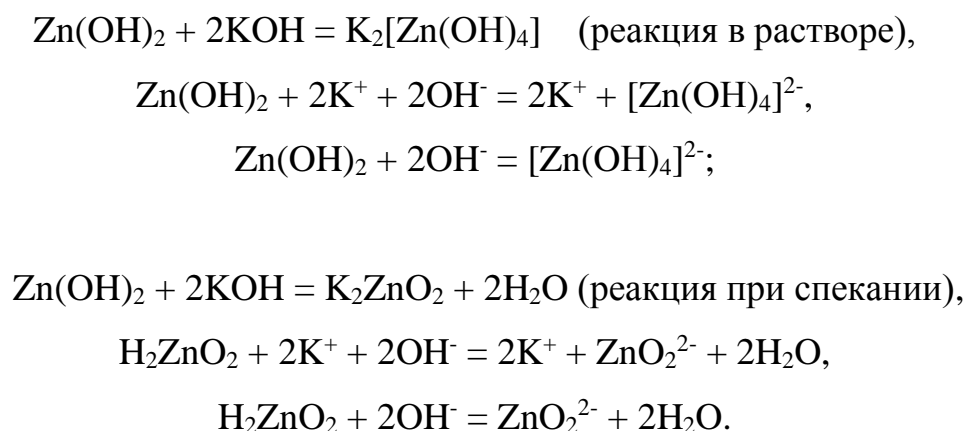 Zn(OH)₂ + 2KOH = K₂[Zn(OH)₄] (реакция в растворе),
Zn(OH)₂ + 2K⁺ + 2OH⁻ = 2K⁺ + [Zn(OH)₄]²⁻,
Zn(OH)₂ + 2OH⁻ = [Zn(OH)₄]²⁻;
Zn(OH)₂ + 2KOH = K₂ZnO₂ + 2H₂O (реакция при спекании),
H₂ZnO₂ + 2K⁺ + 2OH⁻ = 2K⁺ + ZnO₂²⁻ + 2H₂O,
H₂ZnO₂ + 2OH⁻ = ZnO₂²⁻ + 2H₂O.